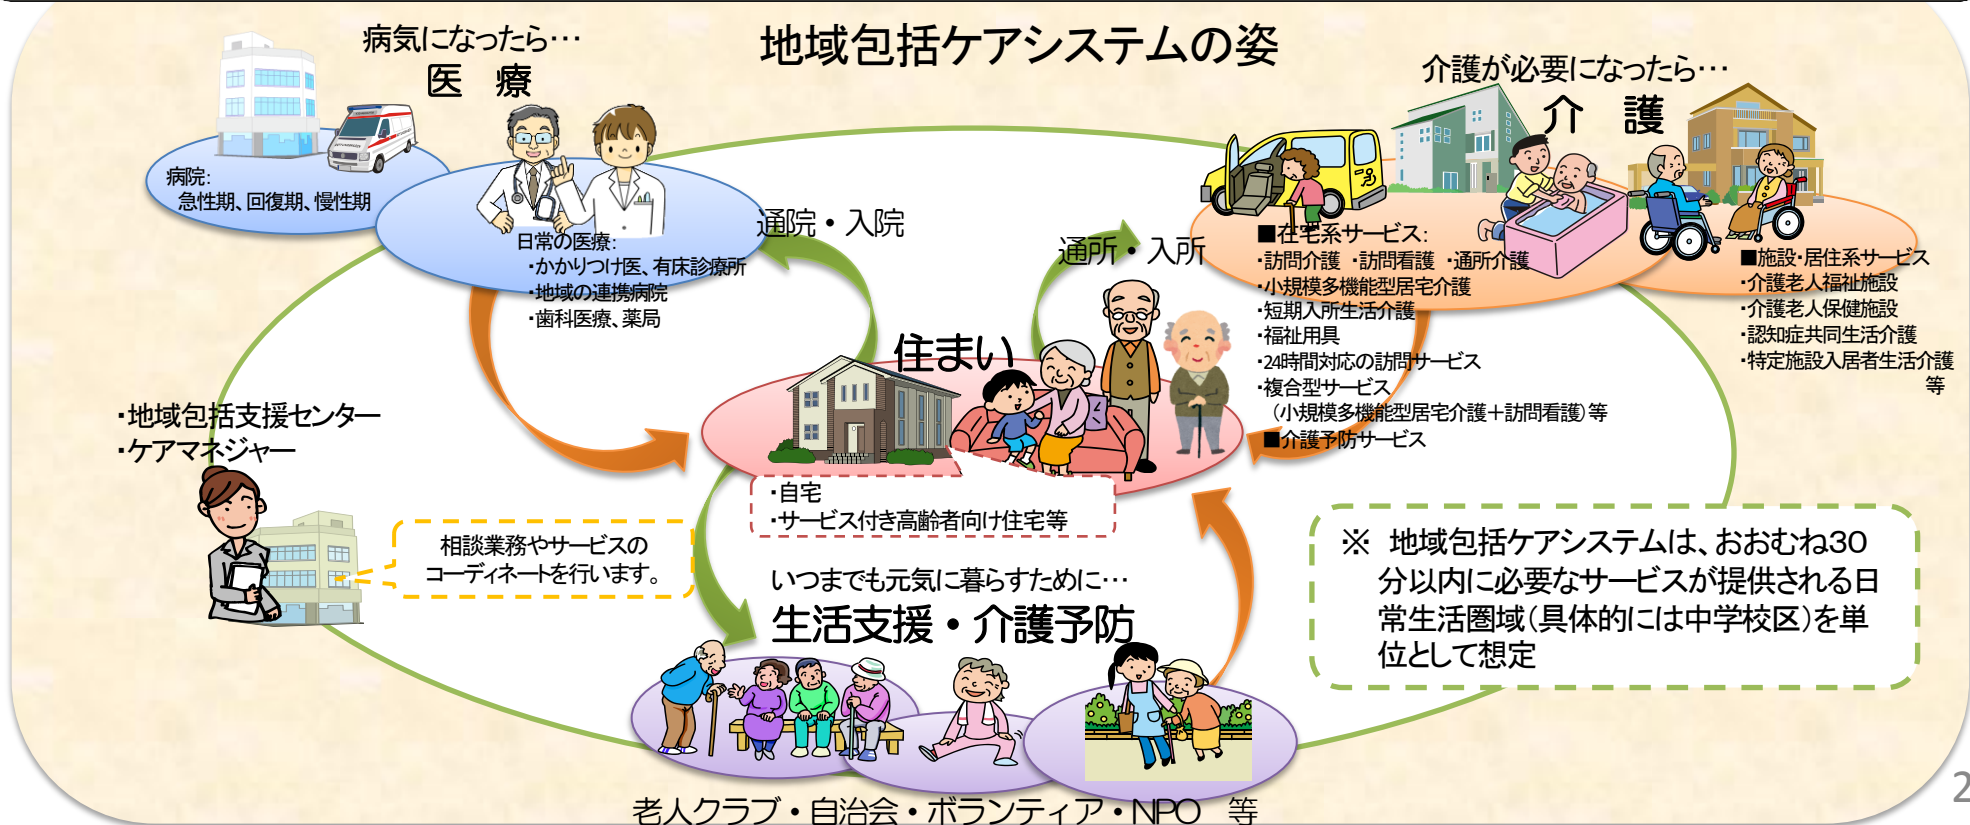 地域包括ケアシステムの姿
病気になったら…
医　療
病院:
急性期、回復期、慢性期
日常の医療:
・かかりつけ医、有床診療所
・地域の連携病院
・歯科医療、薬局
通院・入院
通所・入所
介護が必要になったら…
介　護
■在宅系サービス:
・訪問介護 ・訪問看護 ・通所介護
・小規模多機能型居宅介護
・短期入所生活介護
・福祉用具
・24時間対応の訪問サービス
・複合型サービス
（小規模多機能型居宅介護＋訪問看護）等
■介護予防サービス
■施設・居住系サービス
・介護老人福祉施設
・介護老人保健施設
・認知症共同生活介護
・特定施設入居者生活介護
等
住まい
・自宅
・サービス付き高齢者向け住宅等
・地域包括支援センター
・ケアマネジャー
相談業務やサービスの
コーディネートを行います。
いつまでも元気に暮らすために…
生活支援・介護予防
老人クラブ・自治会・ボランティア・NPO　等
※　地域包括ケアシステムは、おおむね30
分以内に必要なサービスが提供される日
常生活圏域（具体的には中学校区）を単
位として想定
2